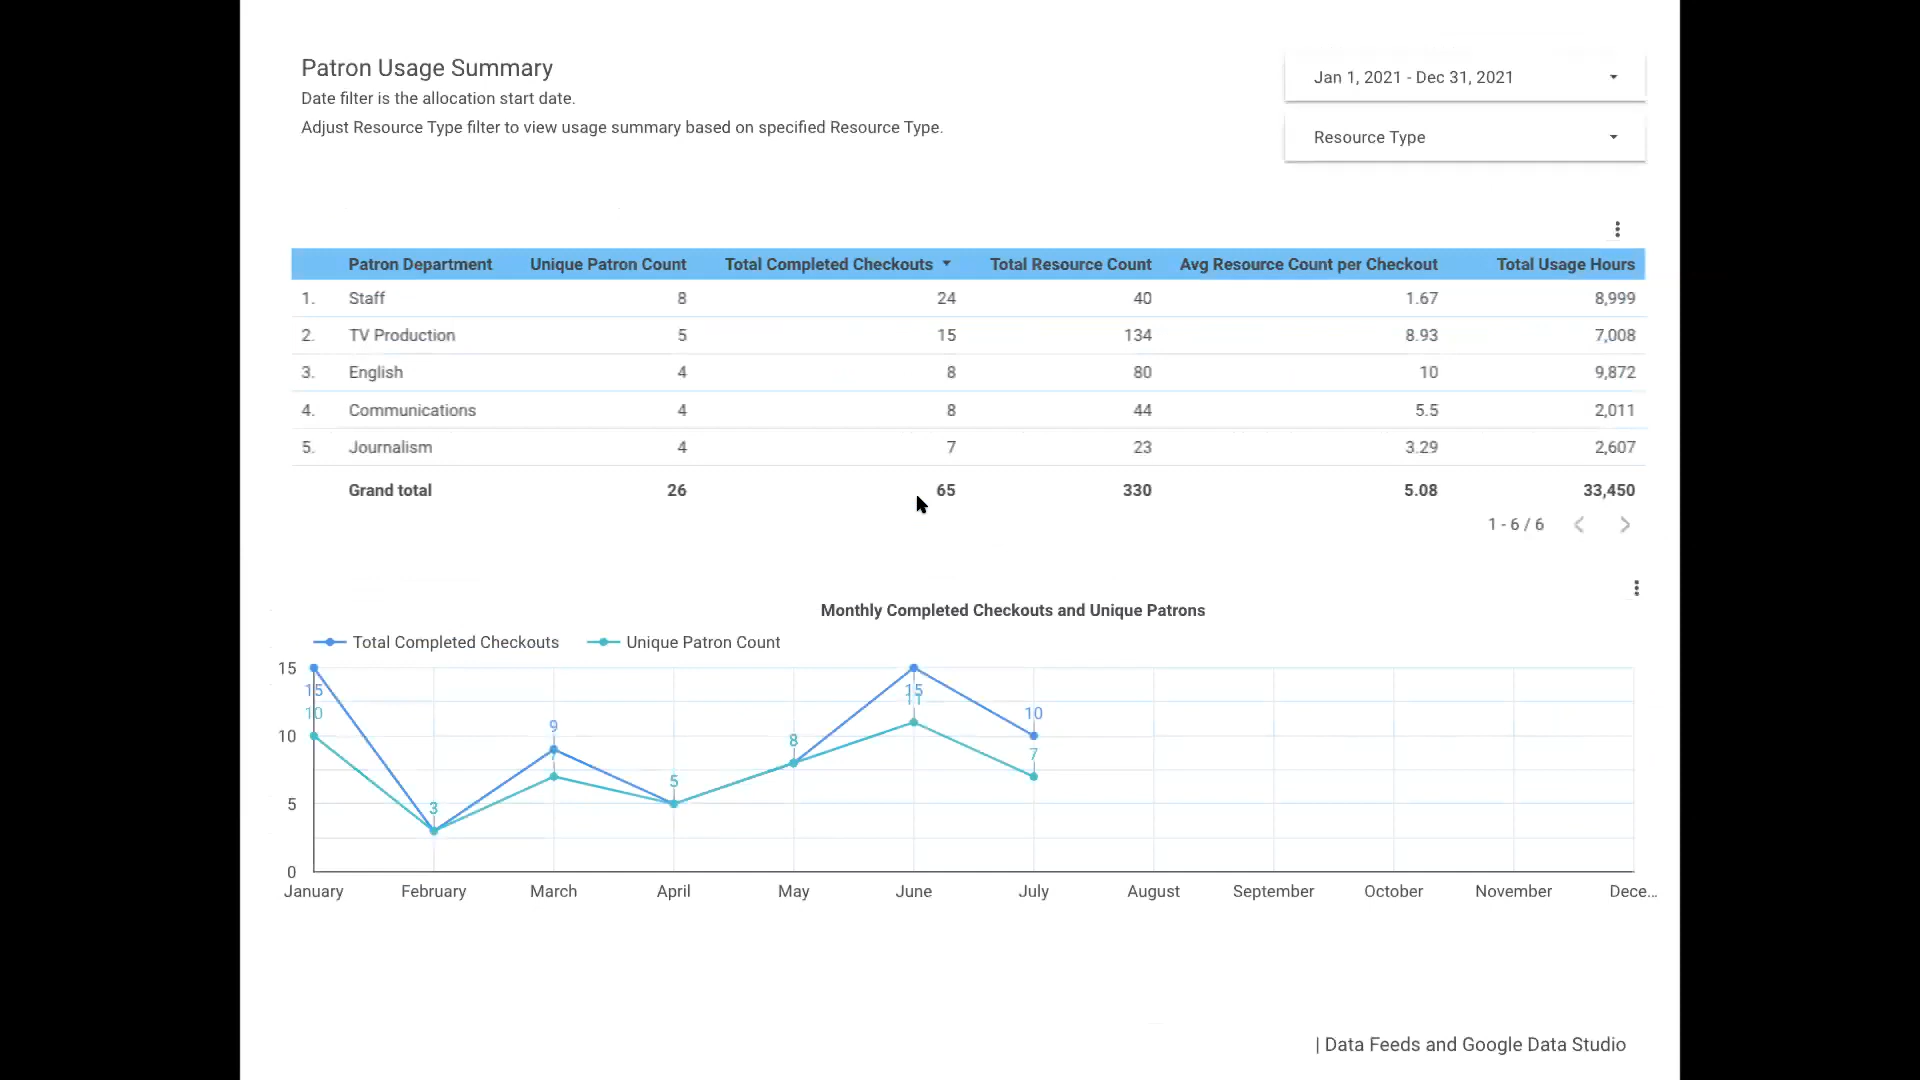 Patron Usage Summary
Date filter is the allocation start date.
Adjust Resource Type filter to view usage summary based on specified Resource Type.
Jan 1, 2021 - Dec 31, 2021
Resource Type
Patron Department Unique Patron Count Total Completed Checkouts Total Resource Count Avg Resource Count per Checkout Total Usage Hours
1. Staff 8 24 40 1.67 8,999
2. TV Production 5 15 134 8.93 7,008
3. English 4 8 80 10 9,872
4. Communications 4 8 44 5.5 2,011
5. Journalism 4 7 23 3.29 2,607
Grand total 26 65 330 5.08 33,450
1 - 6 / 6
Monthly Completed Checkouts and Unique Patrons
Total Completed Checkouts Unique Patron Count
15
10
5
0
15
10
3
9
7
5
8
15
11
10
7
January February March April May June July August September October November Dece...
| Data Feeds and Google Data Studio